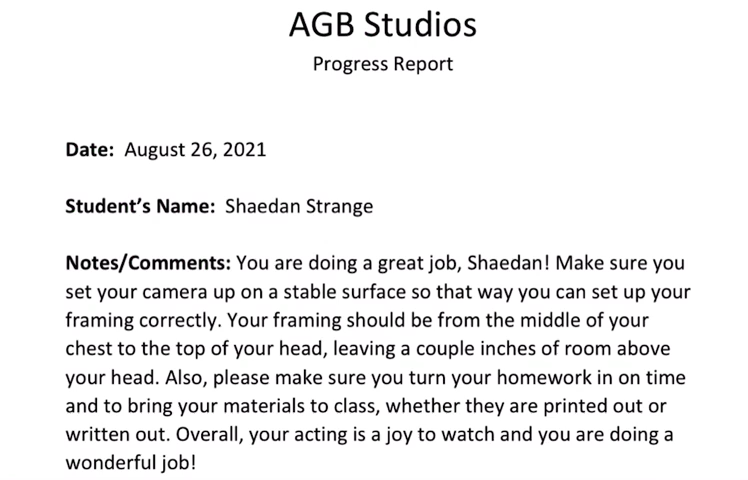 AGB Studios
Progress Report
Date: August 26, 2021
Student’s Name: Shaedan Strange
Notes/Comments: You are doing a great job, Shaedan! Make sure you
set your camera up on a stable surface so that way you can set up your
framing correctly. Your framing should be from the middle of your
chest to the top of your head, leaving a couple inches of room above
your head. Also, please make sure you turn your homework in on time
and to bring your materials to class, whether they are printed out or
written out. Overall, your acting is a joy to watch and you are doing a
wonderful job!